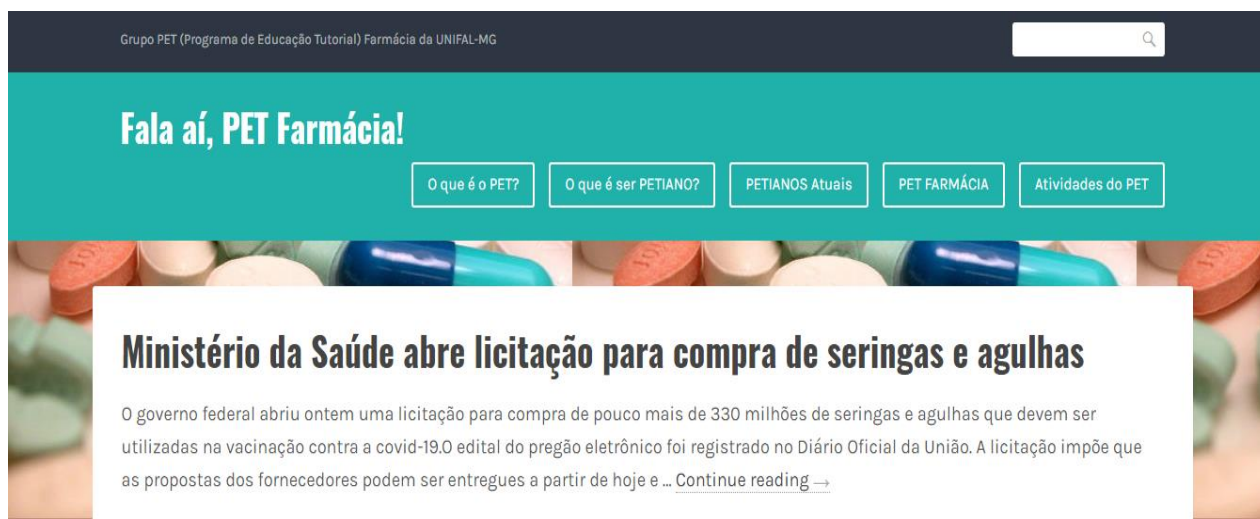 Grupo PET (Programa de Educação Tutorial) Farmácia da UNIFAL-MG
Fala aí, PET Farmácia!
O que é o PET?
O que é ser PETIANO?
PETIANOS Atuais
PET FARMÁCIA
Atividades do PET
Ministério da Saúde abre licitação para compra de seringas e agulhas
O governo federal abriu ontem uma licitação para compra de pouco mais de 330 milhões de seringas e agulhas que devem ser
utilizadas na vacinação contra a covid-19.O edital do pregão eletrônico foi registrado no Diário Oficial da União. A licitação impõe que
as propostas dos fornecedores podem ser entregues a partir de hoje e … Continue reading →